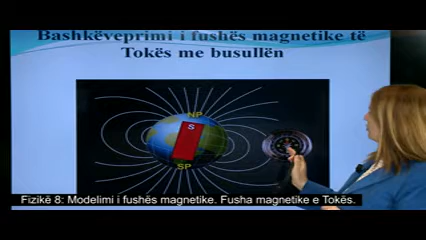 Bashkëveprimi i fushës magnetike të
Tokës me busullën
NP
S
SP
Fizikë 8: Modelimi i fushës magnetike. Fusha magnetike e Tokës.